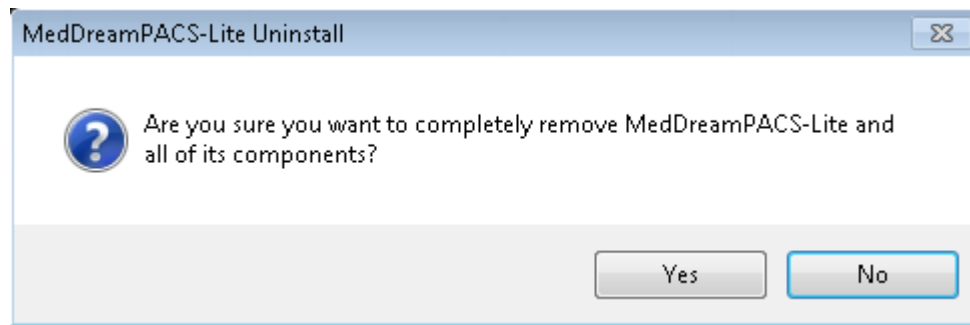 MedDreamPACS-Lite Uninstall
Are you sure you want to completely remove MedDreamPACS-Lite and
all of its components?
Yes
No